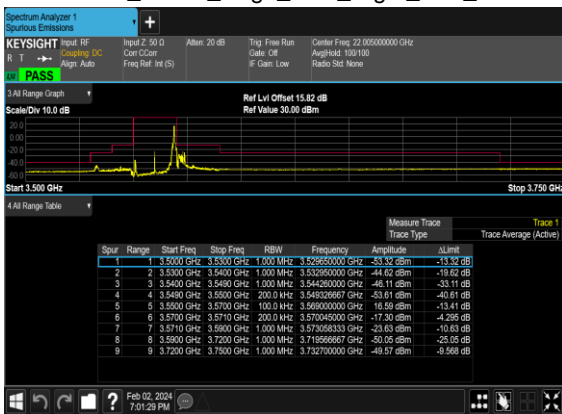 Spectrum Analyzer 1
Spurious Emissions
KEYSIGHT Input: RF Input Z: 50 Ω Atten: 20 dB Trig: Free Run Center Freq: 22.005000000 GHz
R T Coupling: DC Corr CCorr Gate: Off Avg|Hold: 100/100
Align: Auto Freq Ref: Int (S) IF Gain: Low Radio Std: None
PASS
3 All Range Graph
Ref Lvl Offset 15.82 dB
Scale/Div 10.0 dB Ref Value 30.00 dBm
20.0
0.00
-20.0
-40.0
-60.0
Start 3.500 GHz Stop 3.750 GHz
4 All Range Table
Measure Trace Trace 1
Trace Type Trace Average (Active)
Spur Range Start Freq Stop Freq RBW Frequency Amplitude ΔLimit
1 1 3.5000 GHz 3.5300 GHz 1.000 MHz 3.529650000 GHz -53.32 dBm -13.32 dB
2 2 3.5300 GHz 3.5400 GHz 1.000 MHz 3.532950000 GHz -44.62 dBm -19.62 dB
3 3 3.5400 GHz 3.5490 GHz 1.000 MHz 3.544260000 GHz -46.11 dBm -33.11 dB
4 4 3.5490 GHz 3.5500 GHz 200.0 kHz 3.549326667 GHz -53.61 dBm -40.61 dB
5 5 3.5500 GHz 3.5700 GHz 100.0 kHz 3.569000000 GHz 16.59 dBm -13.41 dB
6 6 3.5700 GHz 3.5710 GHz 200.0 kHz 3.570045000 GHz -17.30 dBm -4.295 dB
7 7 3.5710 GHz 3.5900 GHz 1.000 MHz 3.573058333 GHz -23.63 dBm -10.63 dB
8 8 3.5900 GHz 3.7200 GHz 1.000 MHz 3.719566667 GHz -50.05 dBm -25.05 dB
9 9 3.7200 GHz 3.7500 GHz 1.000 MHz 3.732700000 GHz -49.57 dBm -9.568 dB
Feb 02, 2024
7:01:29 PM